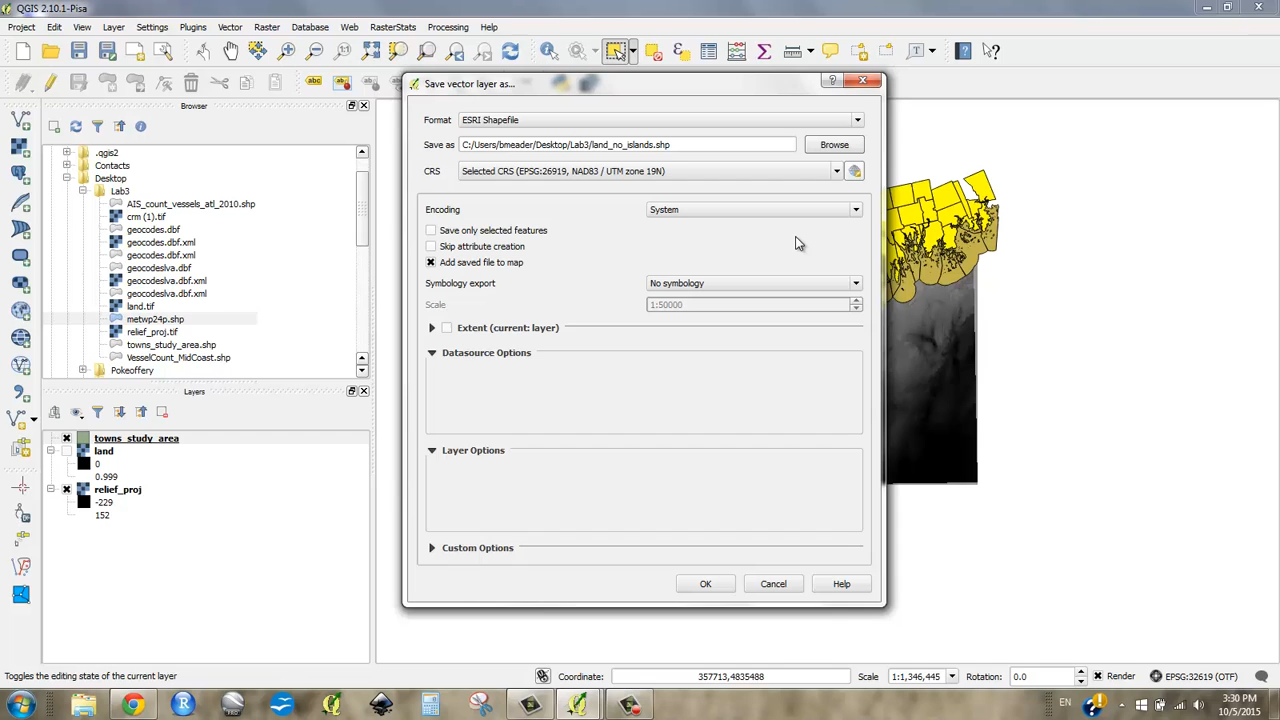 QGIS 2.10.1-Pisa
Project Edit View Layer Settings Plugins Vector Raster Database Web RasterStats Processing Help
Save vector layer as...
Browser
Format ESRI Shapefile
Save as C:/Users/bmeader/Desktop/Lab3/land_no_islands.shp Browse
CRS Selected CRS (EPSG:26919, NAD83 / UTM zone 19N)
Encoding System
Save only selected features
Skip attribute creation
Add saved file to map
Symbology export No symbology
Scale 1:50000
Extent (current: layer)
Datasource Options
Layer Options
Custom Options
OK Cancel Help
.qgis2
Contacts
Desktop
Lab3
AIS_count_vessels_atl_2010.shp
crm (1).tif
geocodes.dbf
geocodes.dbf.xml
geocodes.dbf.xml
geocodeslva.dbf
geocodeslva.dbf.xml
geocodeslva.dbf.xml
land.tif
metwp24p.shp
relief_proj.tif
towns_study_area.shp
VesselCount_MidCoast.shp
Pokeoffery
Layers
towns_study_area
land
0
0.999
relief_proj
-229
152
Toggles the editing state of the current layer
Coordinate: 357713,4835488 Scale 1:1,346,445 Rotation: 0.0 Render EPSG:32619 (OTF)
EN
3:30 PM
10/5/2015